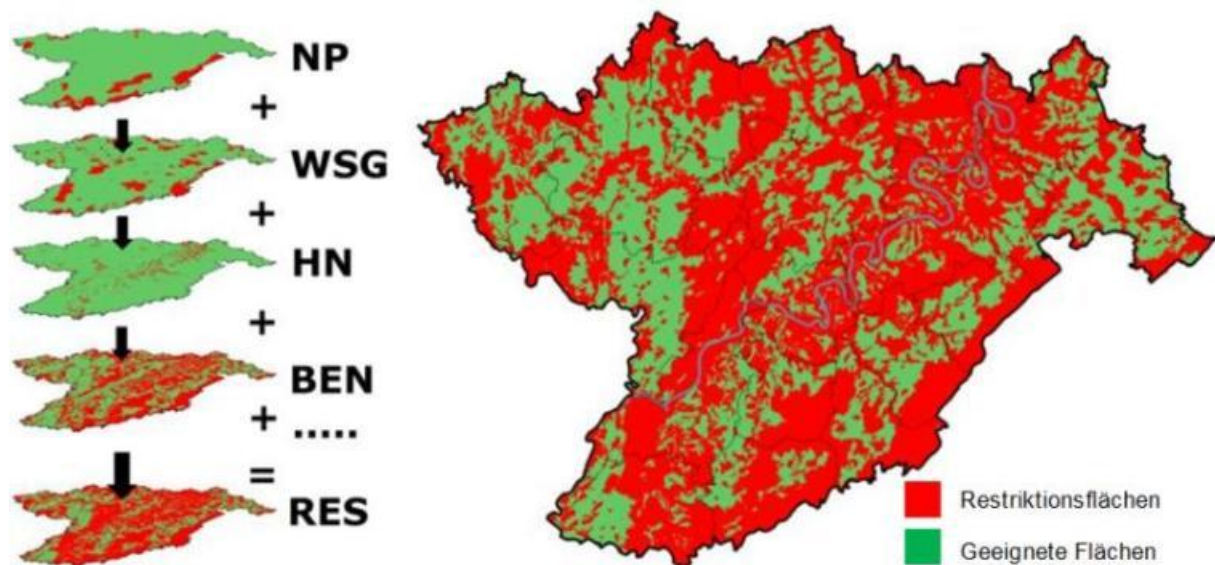 NP
+
WSG
+
HN
+
BEN
+ .....
=
RES
Restriktionsflächen
Geeignete Flächen